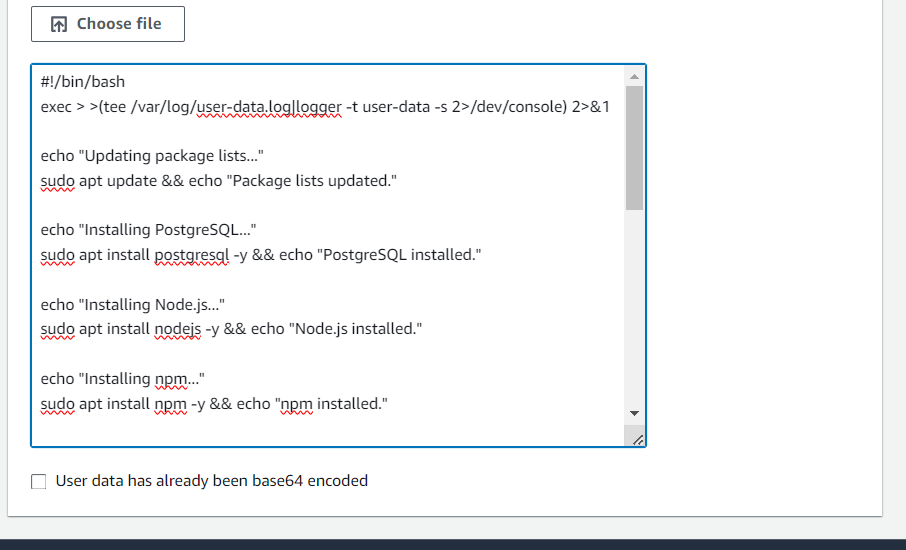 Choose file
#!/bin/bash
exec > >(tee /var/log/user-data.log|logger -t user-data -s 2>/dev/console) 2>&1
echo "Updating package lists..."
sudo apt update && echo "Package lists updated."
echo "Installing PostgreSQL..."
sudo apt install postgresql -y && echo "PostgreSQL installed."
echo "Installing Node.js..."
sudo apt install nodejs -y && echo "Node.js installed."
echo "Installing npm..."
sudo apt install npm -y && echo "npm installed."
User data has already been base64 encoded